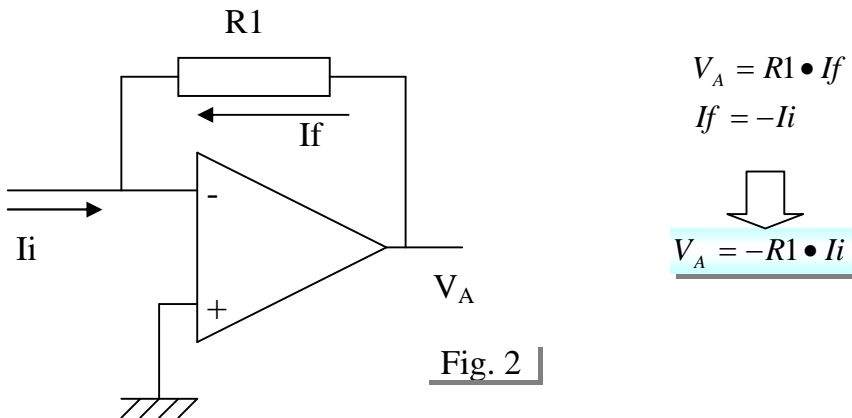 R1
If
-
Ii
+
V_A
Fig. 2
V_A = R1 • If
If = −Ii
V_A = −R1 • Ii